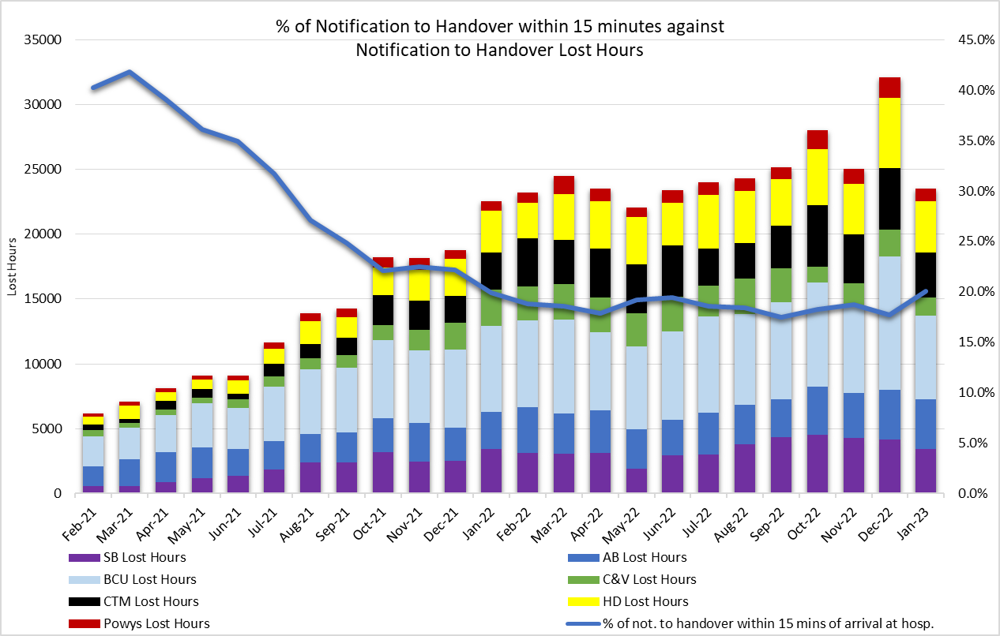 % of Notification to Handover within 15 minutes against
Notification to Handover Lost Hours
35000
30000
25000
20000
15000
10000
5000
0
Lost Hours
45.0%
40.0%
35.0%
30.0%
25.0%
20.0%
15.0%
10.0%
5.0%
0.0%
Feb-21
Mar-21
Apr-21
May-21
Jun-21
Jul-21
Aug-21
Sep-21
Oct-21
Nov-21
Dec-21
Jan-22
Feb-22
Mar-22
Apr-22
May-22
Jun-22
Jul-22
Aug-22
Sep-22
Oct-22
Nov-22
Dec-22
Jan-23
SB Lost Hours
AB Lost Hours
BCU Lost Hours
C&V Lost Hours
CTM Lost Hours
HD Lost Hours
Powys Lost Hours
% of not. to handover within 15 mins of arrival at hosp.